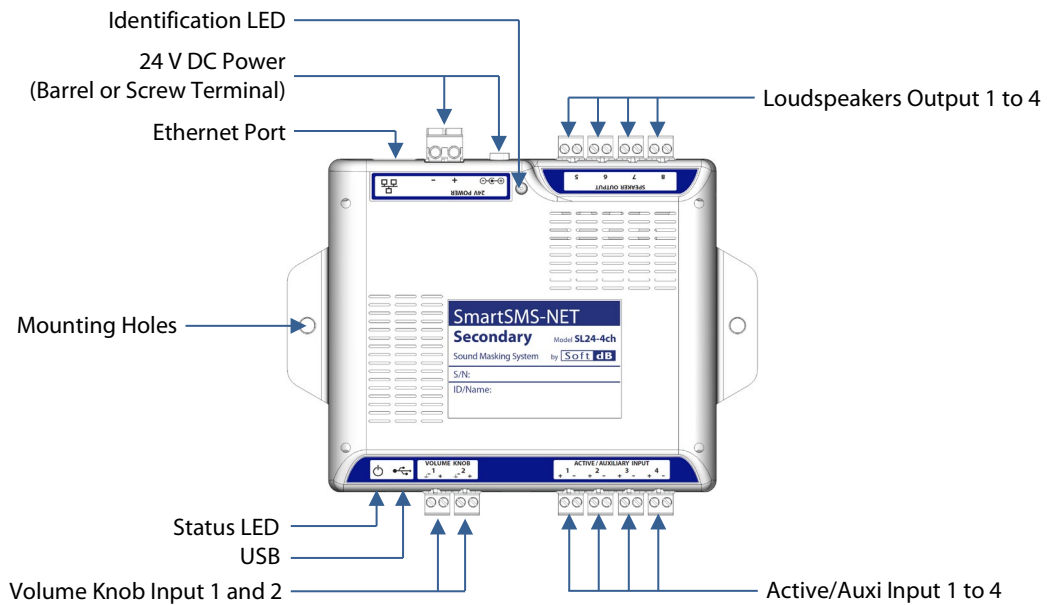 Identification LED
24 V DC Power
(Barrel or Screw Terminal)
Ethernet Port
Loudspeakers Output 1 to 4
- +
24V POWER
5 6 7 8
SPEAKER OUTPUT
Mounting Holes
SmartSMS-NET
Secondary Model SL24-4ch
Sound Masking System by Soft dB
S/N:
ID/Name:
VOLUME KNOB
1 + 2 +
ACTIVE / AUXILIARY INPUT
+ 1 - + 2 - + 3 - + 4 -
Status LED
USB
Volume Knob Input 1 and 2
Active/Auxi Input 1 to 4